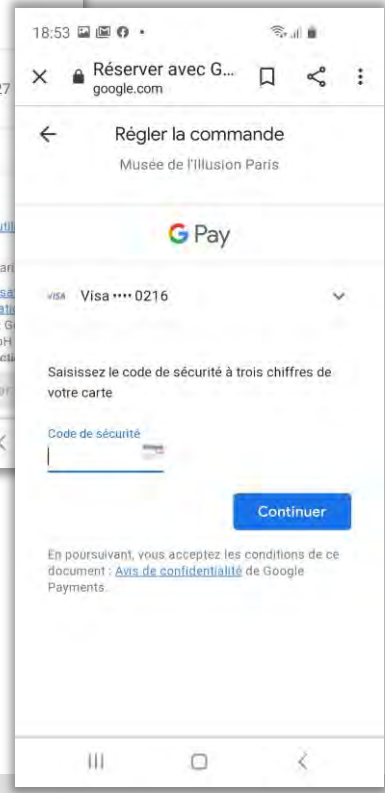 18:53
Réserver avec G...
google.com
Régler la commande
Musée de l'Illusion Paris
G Pay
VISA Visa •••• 0216
Saisissez le code de sécurité à trois chiffres de
votre carte
Code de sécurité
Continuer
En poursuivant, vous acceptez les conditions de ce
document : Avis de confidentialité de Google
Payments.